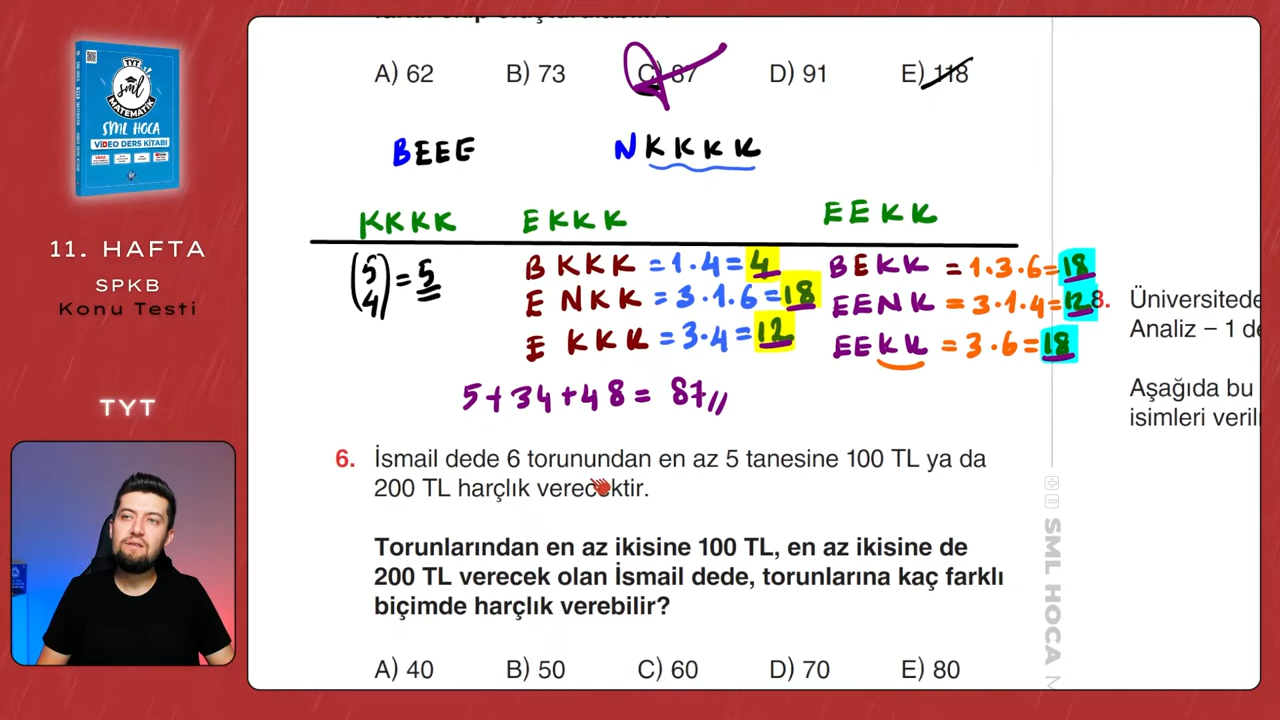 TYT
sml
MATEMATİK
SML HOCA
VİDEO DERS KİTABI
11. HAFTA
SPKB
Konu Testi
TYT
A) 62 B) 73 C) 87 D) 91 E) 118
BEEE NKKKK
KKKK EKKK EEKK
(5 4) = 5 BKKK = 1·4 = 4 BEKK = 1·3·6 = 18
ENKK = 3·1·6 = 18 EENK = 3·1·4 = 12
EKKK = 3·4 = 12 EEKK = 3·6 = 18
5+34+48 = 87//
6. İsmail dede 6 torunundan en az 5 tanesine 100 TL ya da
200 TL harçlık verecektir.
Torunlarından en az ikisine 100 TL, en az ikisine de
200 TL verecek olan İsmail dede, torunlarına kaç farklı
biçimde harçlık verebilir?
A) 40 B) 50 C) 60 D) 70 E) 80
8. Üniversitede
Analiz – 1 de
Aşağıda bu
isimleri veril
SML HOCA M